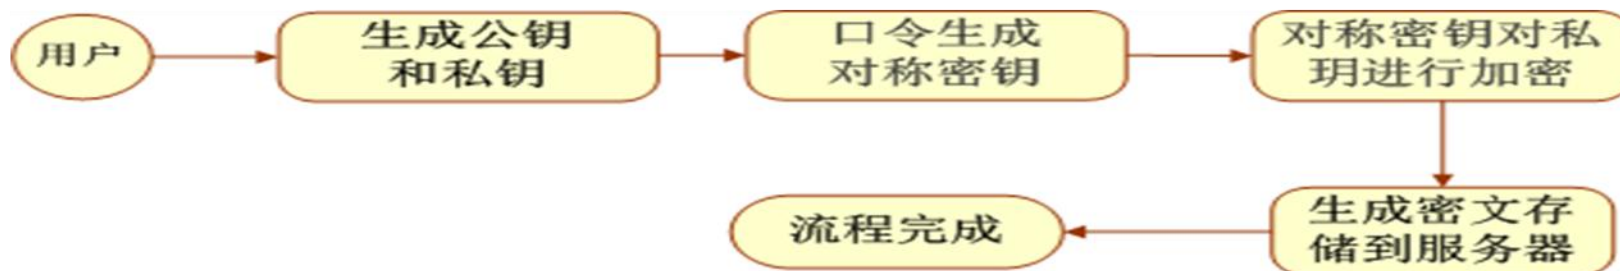 用户
生成公钥
和私钥
口令生成
对称密钥
对称密钥对私
玥进行加密
生成密文存
储到服务器
流程完成